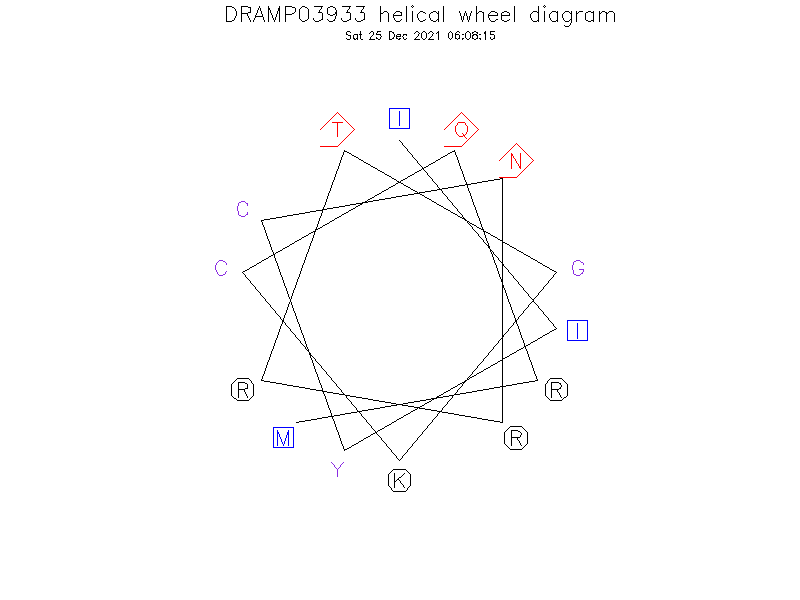 DRAMP03933 helical wheel diagram
Sat 25 Dec 2021 06:08:15
T I Q
N
C
C G
I
R R
M R
Y
K